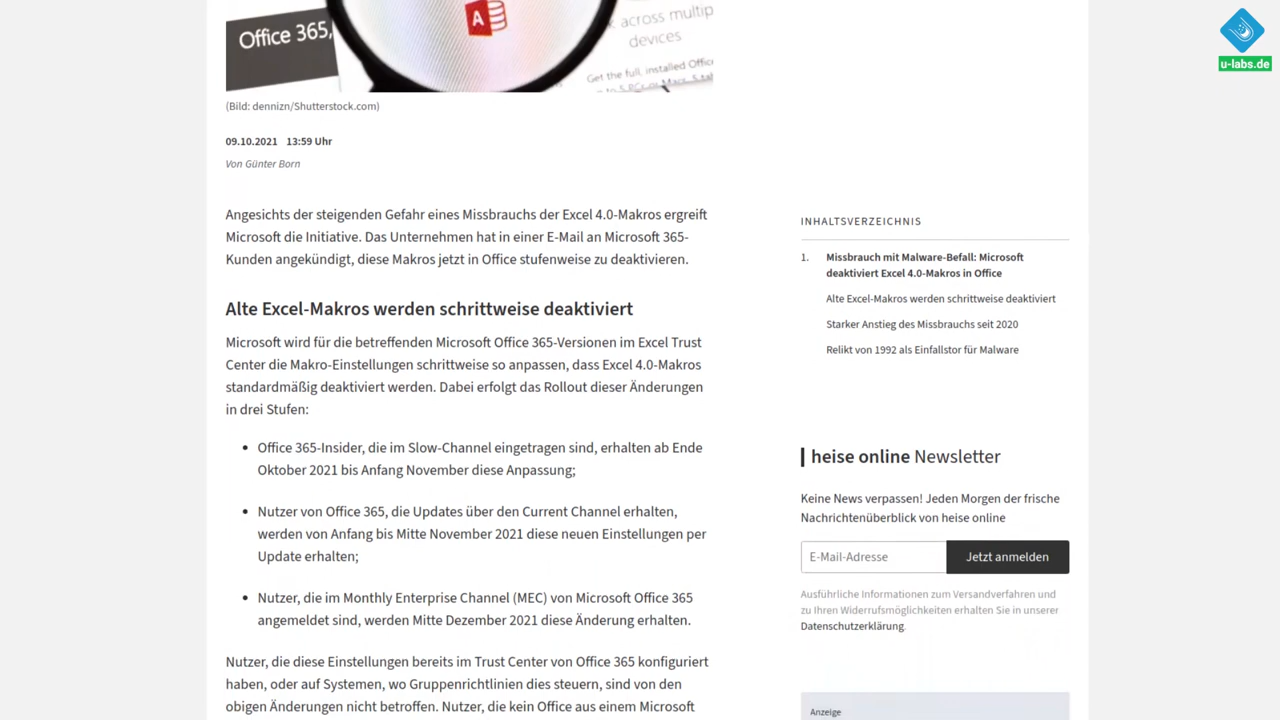 Office 365,
across multip
devices
Get the full, installed Offic
(Bild: dennizn/Shutterstock.com)
09.10.2021 13:59 Uhr
Von Günter Born
Angesichts der steigenden Gefahr eines Missbrauchs der Excel 4.0-Makros ergreift
Microsoft die Initiative. Das Unternehmen hat in einer E-Mail an Microsoft 365-
Kunden angekündigt, diese Makros jetzt in Office stufenweise zu deaktivieren.
Alte Excel-Makros werden schrittweise deaktiviert
Microsoft wird für die betreffenden Microsoft Office 365-Versionen im Excel Trust
Center die Makro-Einstellungen schrittweise so anpassen, dass Excel 4.0-Makros
standardmäßig deaktiviert werden. Dabei erfolgt das Rollout dieser Änderungen
in drei Stufen:
• Office 365-Insider, die im Slow-Channel eingetragen sind, erhalten ab Ende
Oktober 2021 bis Anfang November diese Anpassung;
• Nutzer von Office 365, die Updates über den Current Channel erhalten,
werden von Anfang bis Mitte November 2021 diese neuen Einstellungen per
Update erhalten;
• Nutzer, die im Monthly Enterprise Channel (MEC) von Microsoft Office 365
angemeldet sind, werden Mitte Dezember 2021 diese Änderung erhalten.
Nutzer, die diese Einstellungen bereits im Trust Center von Office 365 konfiguriert
haben, oder auf Systemen, wo Gruppenrichtlinien dies steuern, sind von den
obigen Änderungen nicht betroffen. Nutzer, die kein Office aus einem Microsoft
INHALTSVERZEICHNIS
1. Missbrauch mit Malware-Befall: Microsoft
deaktiviert Excel 4.0-Makros in Office
Alte Excel-Makros werden schrittweise deaktiviert
Starker Anstieg des Missbrauchs seit 2020
Relikt von 1992 als Einfallstor für Malware
heise online Newsletter
Keine News verpassen! Jeden Morgen der frische
Nachrichtenüberblick von heise online
E-Mail-Adresse
Jetzt anmelden
Ausführliche Informationen zum Versandverfahren und
zu Ihren Widerrufsmöglichkeiten erhalten Sie in unserer
Datenschutzerklärung.
Anzeige
u-labs.de